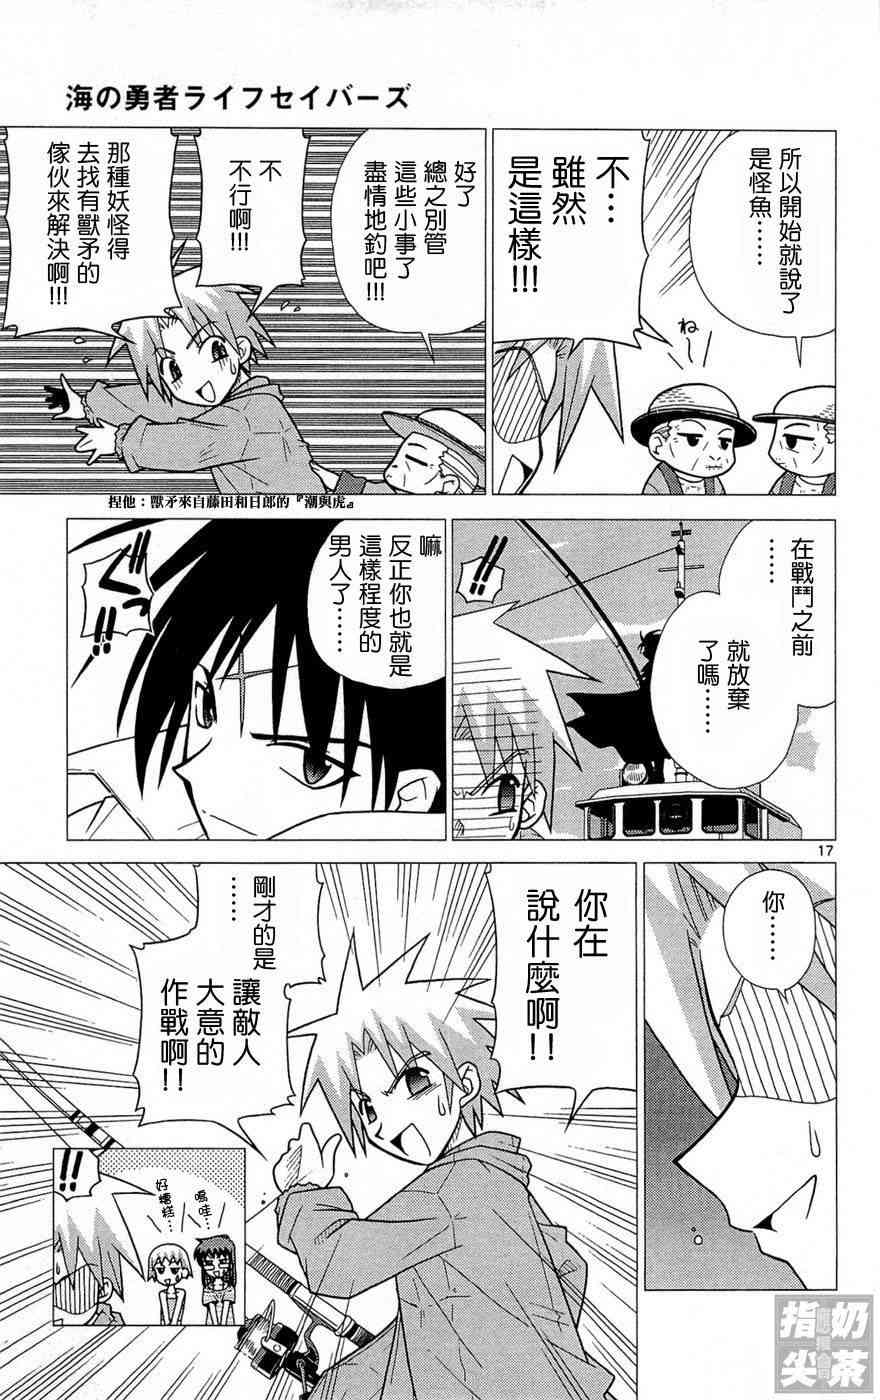 海の勇者ライフセイバーズ
所以開始就說了
是怪魚……
ね～
不…
雖然
是這樣!!!
好了
總之別管
這些小事了
盡情地釣吧!!!
不
不行啊!!!
那種妖怪得
去找有獸矛的
傢伙來解決啊!!!
捏他：獸矛來自藤田和日郎的『潮與虎』
在戰鬥之前
……
就放棄
了嗎……
!!
嘛
反正你也就是
這樣程度的
男人了……
17
你……
你在
說什麼啊!!
剛才的是
……
讓敵人
大意的
作戰啊!!
!!
嗚哇…
好糟糕…
指尖
奶茶